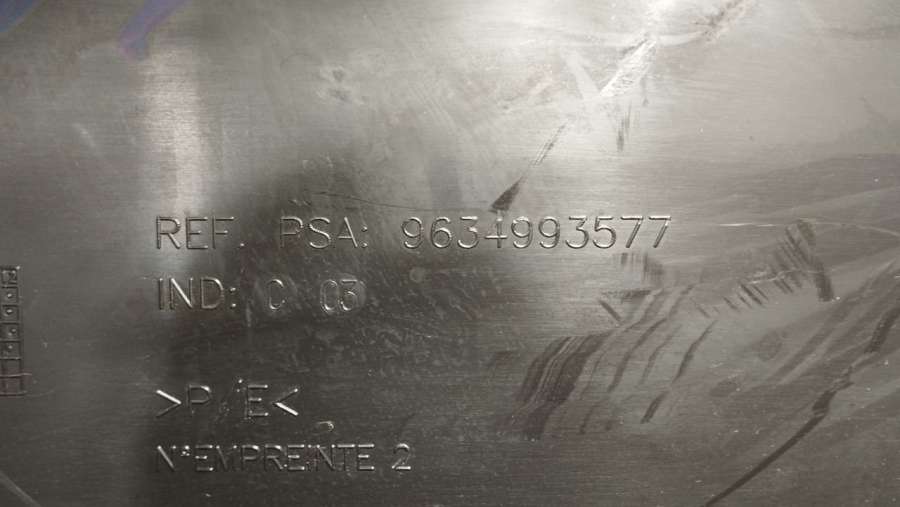 REF. PSA: 9634993577
IND: C 03
>P/E<
N°EMPREINTE 2